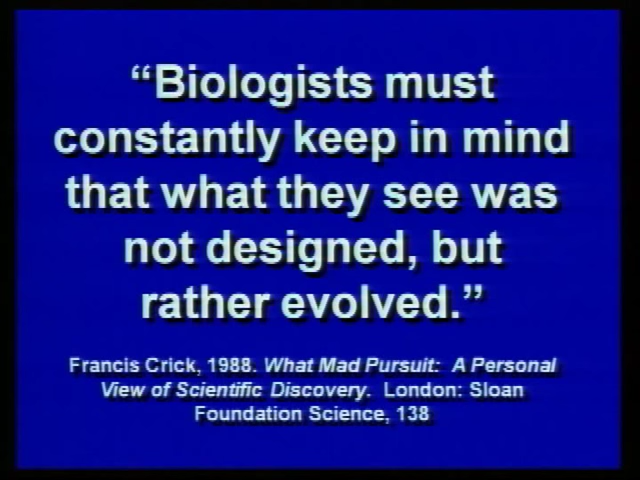 “Biologists must
constantly keep in mind
that what they see was
not designed, but
rather evolved.”
Francis Crick, 1988. What Mad Pursuit: A Personal
View of Scientific Discovery. London: Sloan
Foundation Science, 138